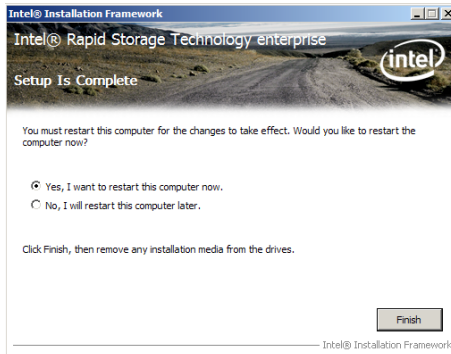 Intel® Installation Framework
Intel® Rapid Storage Technology enterprise
intel
Setup Is Complete
You must restart this computer for the changes to take effect. Would you like to restart the
computer now?
Yes, I want to restart this computer now.
No, I will restart this computer later.
Click Finish, then remove any installation media from the drives.
Finish
Intel® Installation Framework